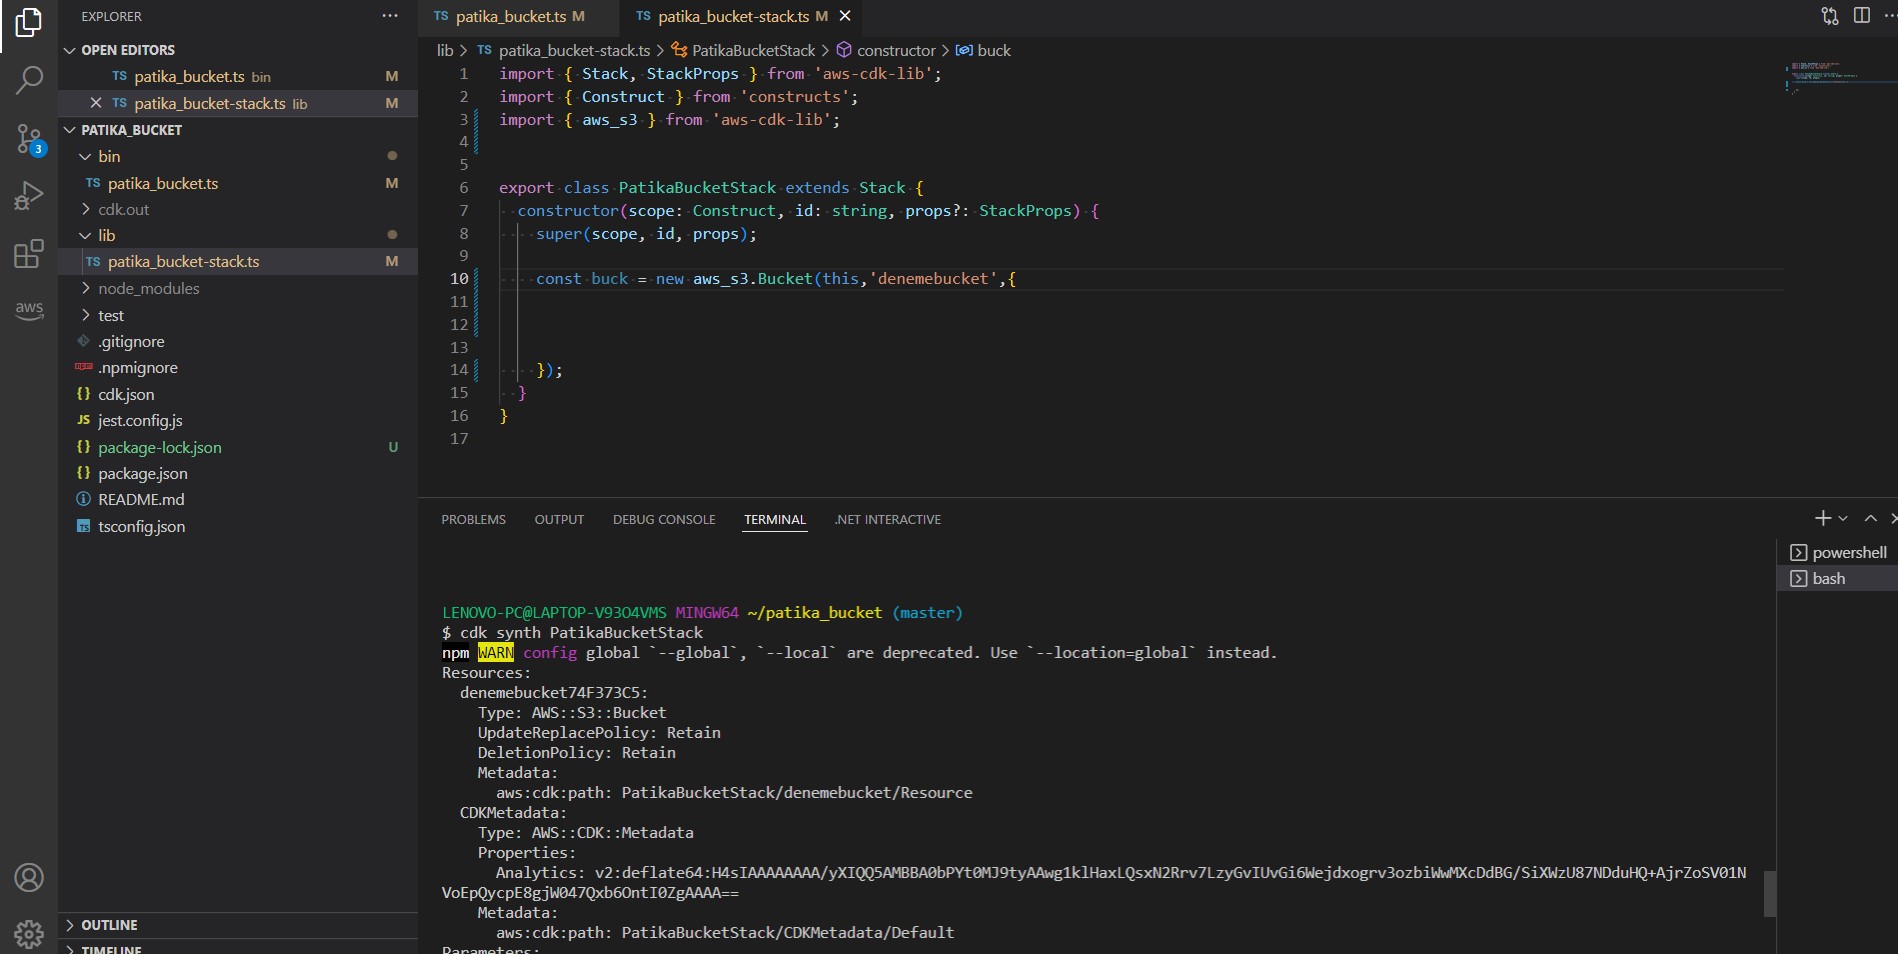 EXPLORER
OPEN EDITORS
TS patika_bucket.ts bin M
TS patika_bucket-stack.ts lib M
PATIKA_BUCKET
bin
TS patika_bucket.ts M
cdk.out
lib
TS patika_bucket-stack.ts M
node_modules
test
.gitignore
npm .npmignore
{} cdk.json
JS jest.config.js
{} package-lock.json U
{} package.json
README.md
TS tsconfig.json
OUTLINE
TIMELINE
3
aws
TS patika_bucket.ts M
TS patika_bucket-stack.ts M
lib > TS patika_bucket-stack.ts > PatikaBucketStack > constructor > buck
1 import { Stack, StackProps } from 'aws-cdk-lib';
2 import { Construct } from 'constructs';
3 import { aws_s3 } from 'aws-cdk-lib';
4
5
6 export class PatikaBucketStack extends Stack {
7 constructor(scope: Construct, id: string, props?: StackProps) {
8 super(scope, id, props);
9
10 const buck = new aws_s3.Bucket(this,'denemebucket',{
11
12
13
14 });
15 }
16 }
17
PROBLEMS OUTPUT DEBUG CONSOLE TERMINAL .NET INTERACTIVE
powershell
bash
LENOVO-PC@LAPTOP-V93O4VMS MINGW64 ~/patika_bucket (master)
$ cdk synth PatikaBucketStack
npm WARN config global `--global`, `--local` are deprecated. Use `--location=global` instead.
Resources:
denemebucket74F373C5:
Type: AWS::S3::Bucket
UpdateReplacePolicy: Retain
DeletionPolicy: Retain
Metadata:
aws:cdk:path: PatikaBucketStack/denemebucket/Resource
CDKMetadata:
Type: AWS::CDK::Metadata
Properties:
Analytics: v2:deflate64:H4sIAAAAAAAA/yXIQQ5AMBBA0bPYt0MJ9tyAAwg1klHaxLQsxN2Rrv7LzyGvIUvGi6Wejdxogrv3ozbiWwMXcDdBG/SiXWzU87NDduHQ+AjrZoSV01N
VoEpQycpE8gjW047Qxb6OntI0ZgAAAA==
Metadata:
aws:cdk:path: PatikaBucketStack/CDKMetadata/Default
Parameters: